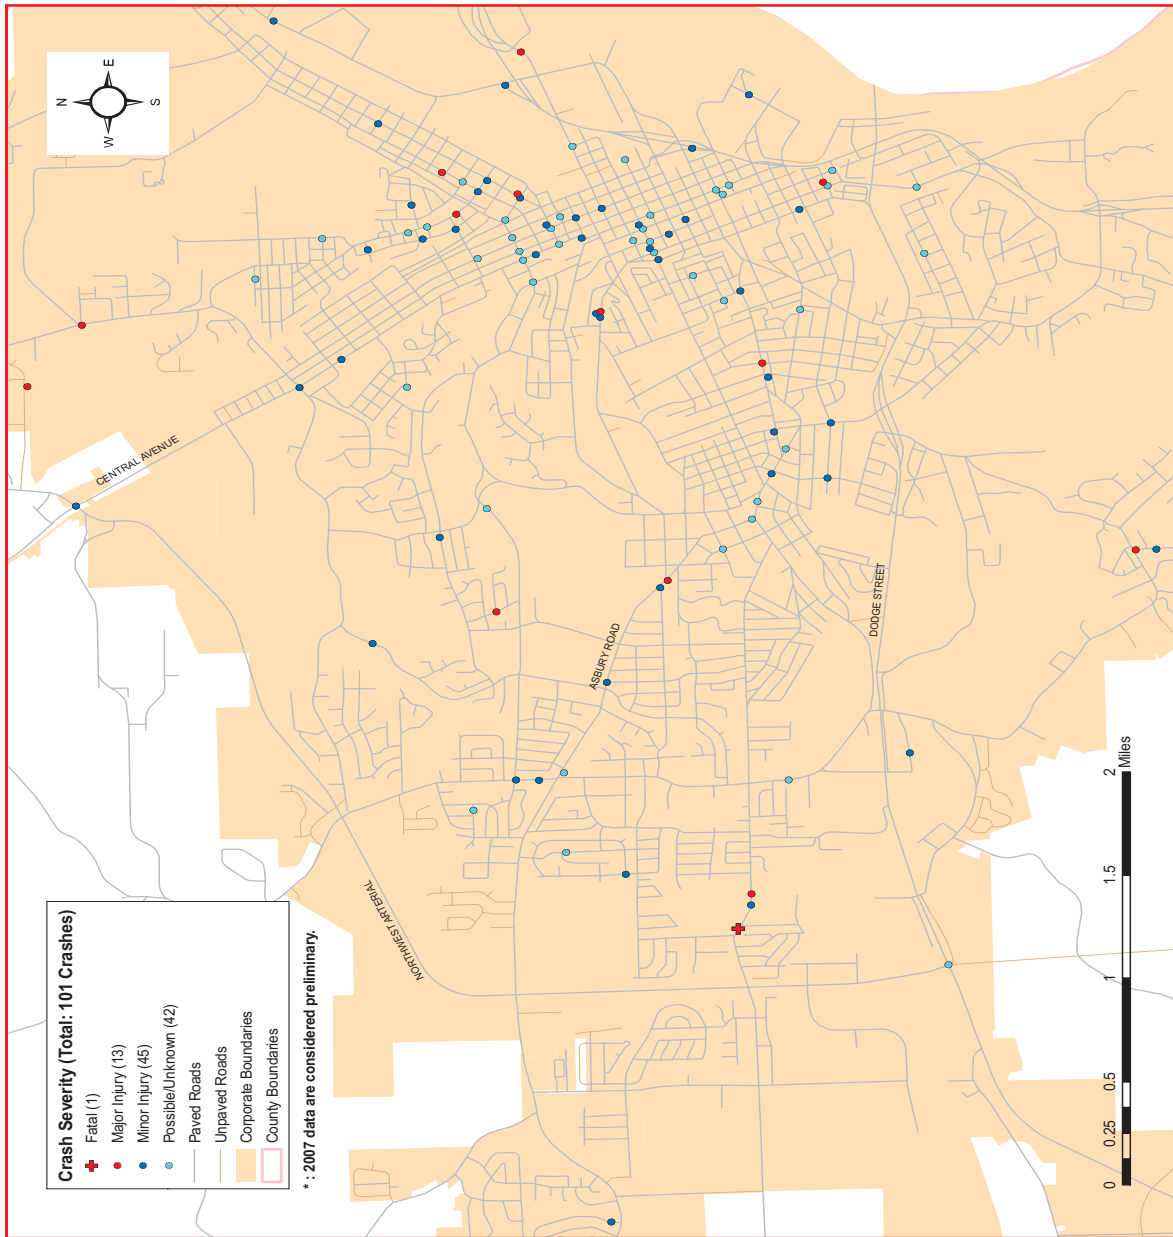 N
E
S
W
CENTRAL AVENUE
NORTHWEST ARTERIAL
ASBURY ROAD
DODGE STREET
Crash Severity (Total: 101 Crashes)
Fatal (1)
Major Injury (13)
Minor Injury (45)
Possible/Unknown (42)
Paved Roads
Unpaved Roads
Corporate Boundaries
County Boundaries
* : 2007 data are considered preliminary.
0 0.25 0.5 1 1.5 2
Miles